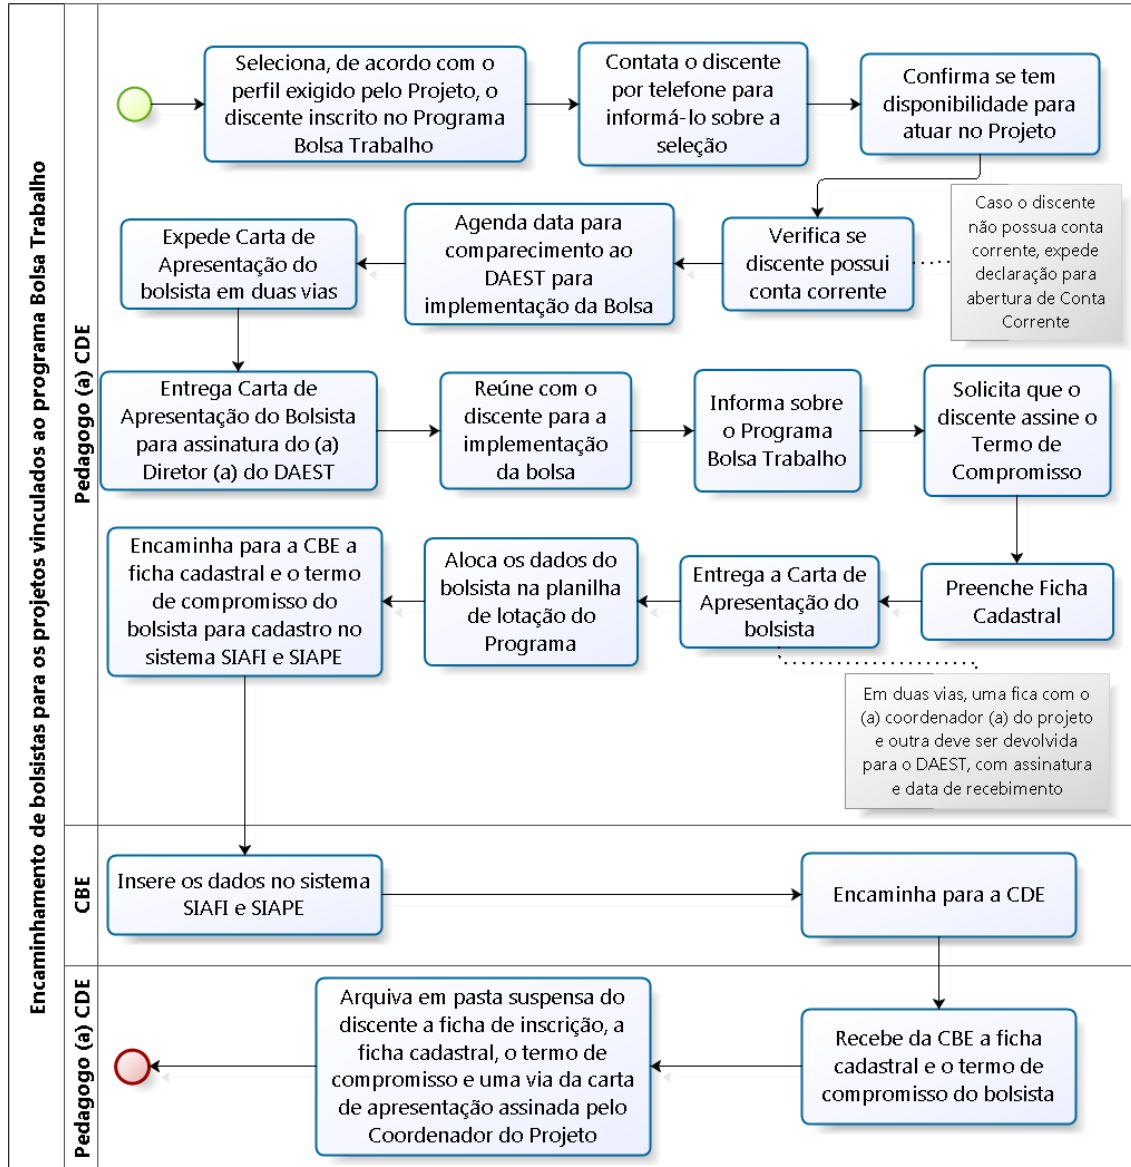 Encaminhamento de bolsistas para os projetos vinculados ao programa Bolsa Trabalho
Pedagogo (a) CDE
Seleciona, de acordo com o
perfil exigido pelo Projeto, o
discente inscrito no Programa
Bolsa Trabalho
Contata o discente
por telefone para
informá-lo sobre a
seleção
Confirma se tem
disponibilidade para
atuar no Projeto
Verifica se
discente possui
conta corrente
Caso o discente
não possua conta
corrente, expede
declaração para
abertura de Conta
Corrente
Agenda data para
comparecimento ao
DAEST para
implementação da Bolsa
Expede Carta de
Apresentação do
bolsista em duas vias
Entrega Carta de
Apresentação do Bolsista
para assinatura do (a)
Diretor (a) do DAEST
Reúne com o
discente para a
implementação
da bolsa
Informa sobre
o Programa
Bolsa Trabalho
Solicita que o
discente assine o
Termo de
Compromisso
Preenche Ficha
Cadastral
Entrega a Carta de
Apresentação do
bolsista
Em duas vias, uma fica com o
(a) coordenador (a) do projeto
e outra deve ser devolvida
para o DAEST, com assinatura
e data de recebimento
Aloca os dados do
bolsista na planilha
de lotação do
Programa
Encaminha para a CBE a
ficha cadastral e o termo
de compromisso do
bolsista para cadastro no
sistema SIAFI e SIAPE
CBE
Insere os dados no sistema
SIAFI e SIAPE
Encaminha para a CDE
Pedagogo (a) CDE
Recebe da CBE a ficha
cadastral e o termo de
compromisso do bolsista
Arquiva em pasta suspensa do
discente a ficha de inscrição, a
ficha cadastral, o termo de
compromisso e uma via da carta
de apresentação assinada pelo
Coordenador do Projeto